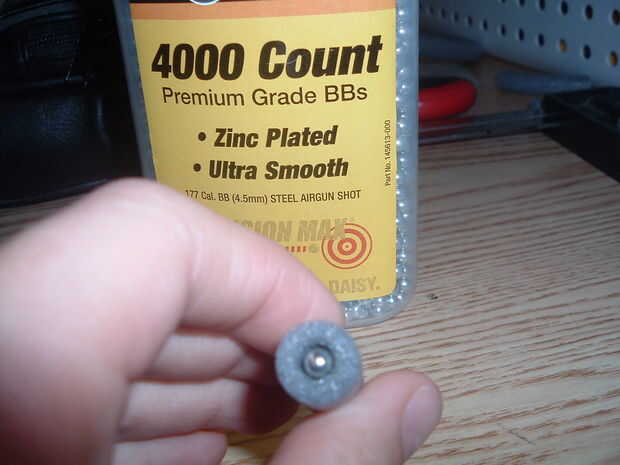 4000 Count
Premium Grade BBs
• Zinc Plated
• Ultra Smooth
177 Cal. BB (4.5mm) STEEL AIRGUN SHOT
MAX
DAISY.
Part No. 145613-000